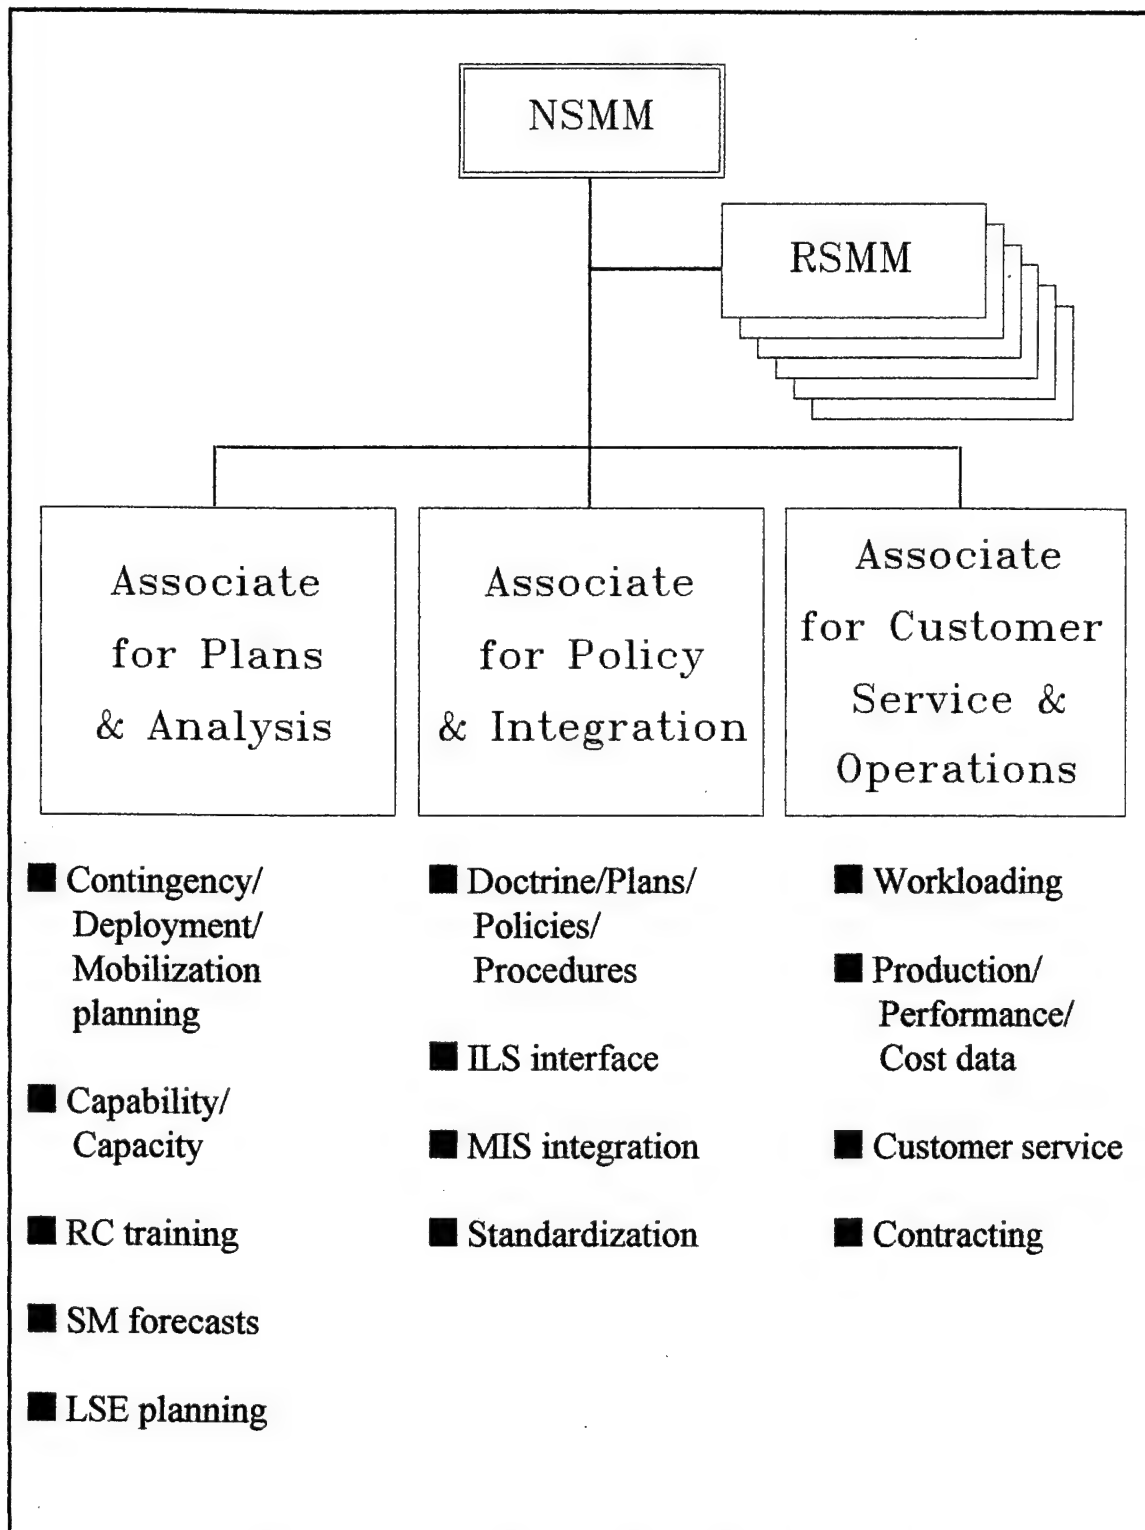 NSMM
RSMM
Associate
for Plans
& Analysis
Associate
for Policy
& Integration
Associate
for Customer
Service &
Operations
■ Contingency/
Deployment/
Mobilization
planning
■ Capability/
Capacity
■ RC training
■ SM forecasts
■ LSE planning
■ Doctrine/Plans/
Policies/
Procedures
■ ILS interface
■ MIS integration
■ Standardization
■ Workloading
■ Production/
Performance/
Cost data
■ Customer service
■ Contracting